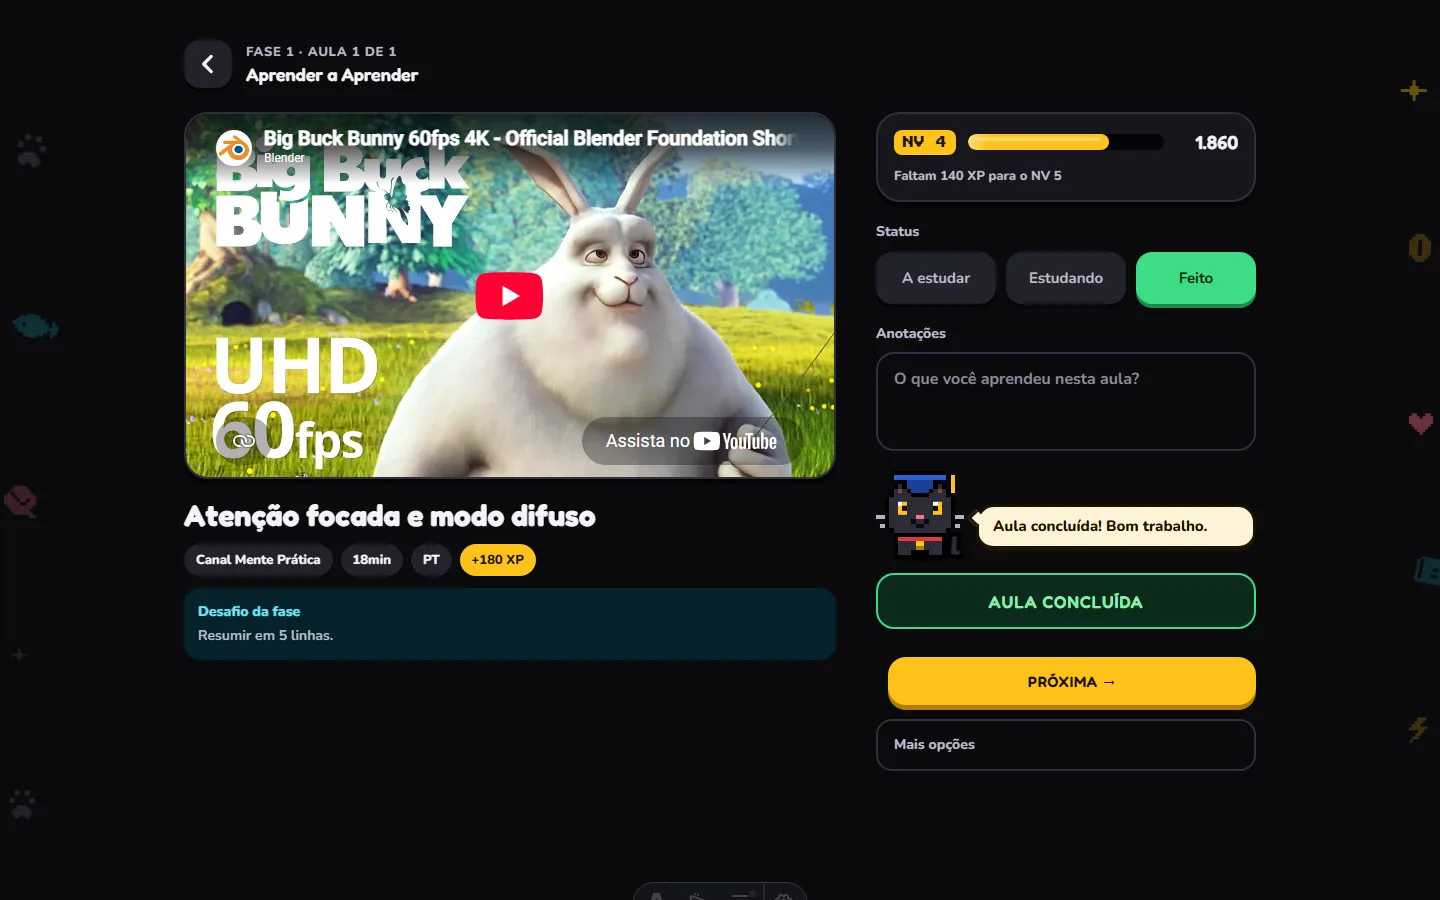 FASE 1 · AULA 1 DE 1
Aprender a Aprender
Big Buck Bunny 60fps 4K - Official Blender Foundation Shor
Blender
Big Buck
BUNNY
UHD
60fps
Assista no YouTube
Atenção focada e modo difuso
Canal Mente Prática
18min
PT
+180 XP
Desafio da fase
Resumir em 5 linhas.
NV 4
1.860
Faltam 140 XP para o NV 5
Status
A estudar
Estudando
Feito
Anotações
O que você aprendeu nesta aula?
Aula concluída! Bom trabalho.
AULA CONCLUÍDA
PRÓXIMA →
Mais opções